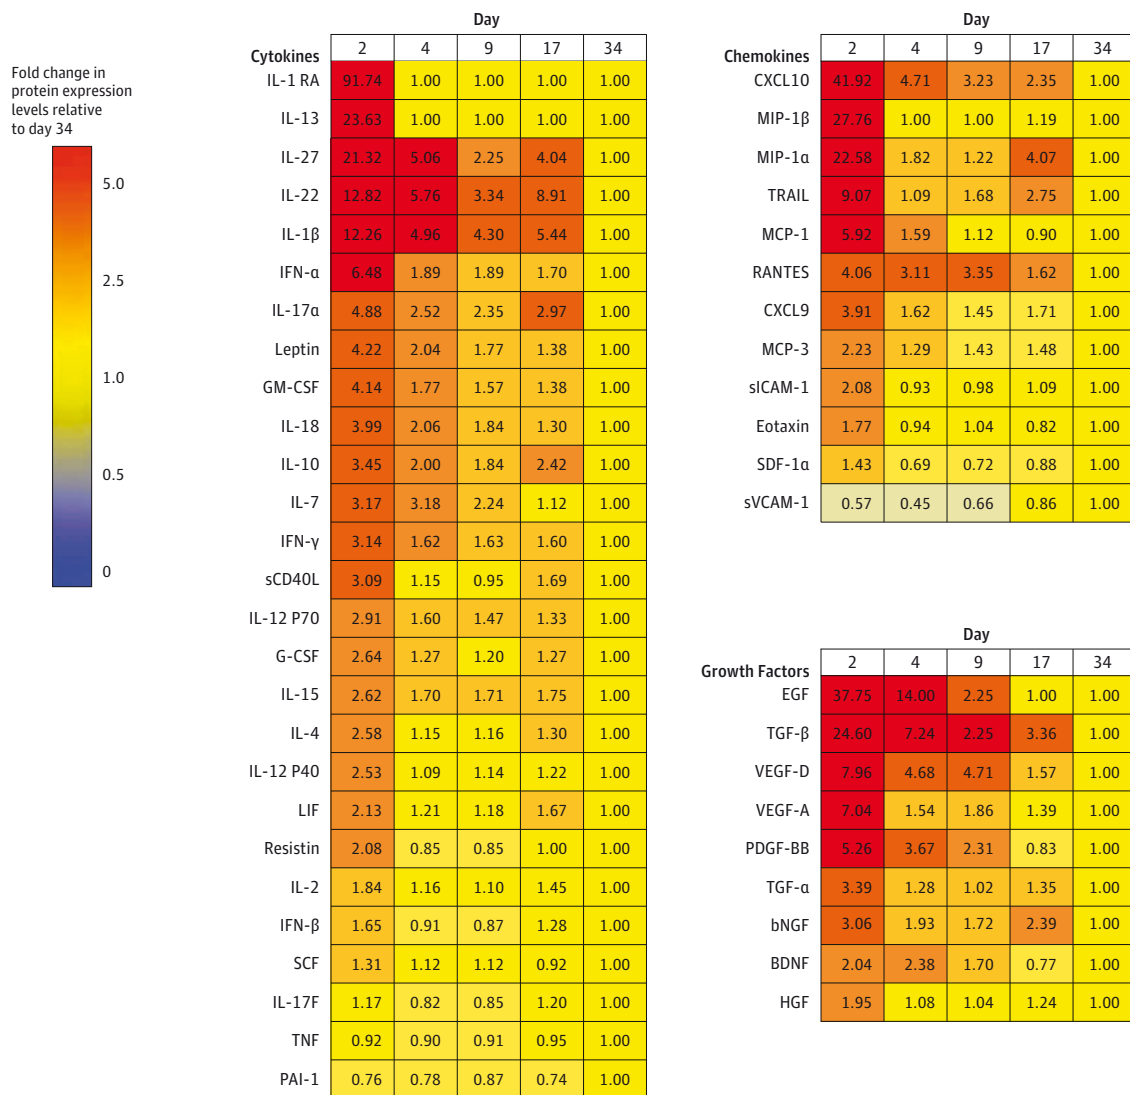 Fold change in
protein expression
levels relative
to day 34
5.0
2.5
1.0
0.5
0
Day
Cytokines 2 4 9 17 34
IL-1 RA 91.74 1.00 1.00 1.00 1.00
IL-13 23.63 1.00 1.00 1.00 1.00
IL-27 21.32 5.06 2.25 4.04 1.00
IL-22 12.82 5.76 3.34 8.91 1.00
IL-1β 12.26 4.96 4.30 5.44 1.00
IFN-α 6.48 1.89 1.89 1.70 1.00
IL-17α 4.88 2.52 2.35 2.97 1.00
Leptin 4.22 2.04 1.77 1.38 1.00
GM-CSF 4.14 1.77 1.57 1.38 1.00
IL-18 3.99 2.06 1.84 1.30 1.00
IL-10 3.45 2.00 1.84 2.42 1.00
IL-7 3.17 3.18 2.24 1.12 1.00
IFN-γ 3.14 1.62 1.63 1.60 1.00
sCD40L 3.09 1.15 0.95 1.69 1.00
IL-12 P70 2.91 1.60 1.47 1.33 1.00
G-CSF 2.64 1.27 1.20 1.27 1.00
IL-15 2.62 1.70 1.71 1.75 1.00
IL-4 2.58 1.15 1.16 1.30 1.00
IL-12 P40 2.53 1.09 1.14 1.22 1.00
LIF 2.13 1.21 1.18 1.67 1.00
Resistin 2.08 0.85 0.85 1.00 1.00
IL-2 1.84 1.16 1.10 1.45 1.00
IFN-β 1.65 0.91 0.87 1.28 1.00
SCF 1.31 1.12 1.12 0.92 1.00
IL-17F 1.17 0.82 0.85 1.20 1.00
TNF 0.92 0.90 0.91 0.95 1.00
PAI-1 0.76 0.78 0.87 0.74 1.00
Day
Chemokines 2 4 9 17 34
CXCL10 41.92 4.71 3.23 2.35 1.00
MIP-1β 27.76 1.00 1.00 1.19 1.00
MIP-1α 22.58 1.82 1.22 4.07 1.00
TRAIL 9.07 1.09 1.68 2.75 1.00
MCP-1 5.92 1.59 1.12 0.90 1.00
RANTES 4.06 3.11 3.35 1.62 1.00
CXCL9 3.91 1.62 1.45 1.71 1.00
MCP-3 2.23 1.29 1.43 1.48 1.00
sICAM-1 2.08 0.93 0.98 1.09 1.00
Eotaxin 1.77 0.94 1.04 0.82 1.00
SDF-1α 1.43 0.69 0.72 0.88 1.00
sVCAM-1 0.57 0.45 0.66 0.86 1.00
Day
Growth Factors 2 4 9 17 34
EGF 37.75 14.00 2.25 1.00 1.00
TGF-β 24.60 7.24 2.25 3.36 1.00
VEGF-D 7.96 4.68 4.71 1.57 1.00
VEGF-A 7.04 1.54 1.86 1.39 1.00
PDGF-BB 5.26 3.67 2.31 0.83 1.00
TGF-α 3.39 1.28 1.02 1.35 1.00
bNGF 3.06 1.93 1.72 2.39 1.00
BDNF 2.04 2.38 1.70 0.77 1.00
HGF 1.95 1.08 1.04 1.24 1.00